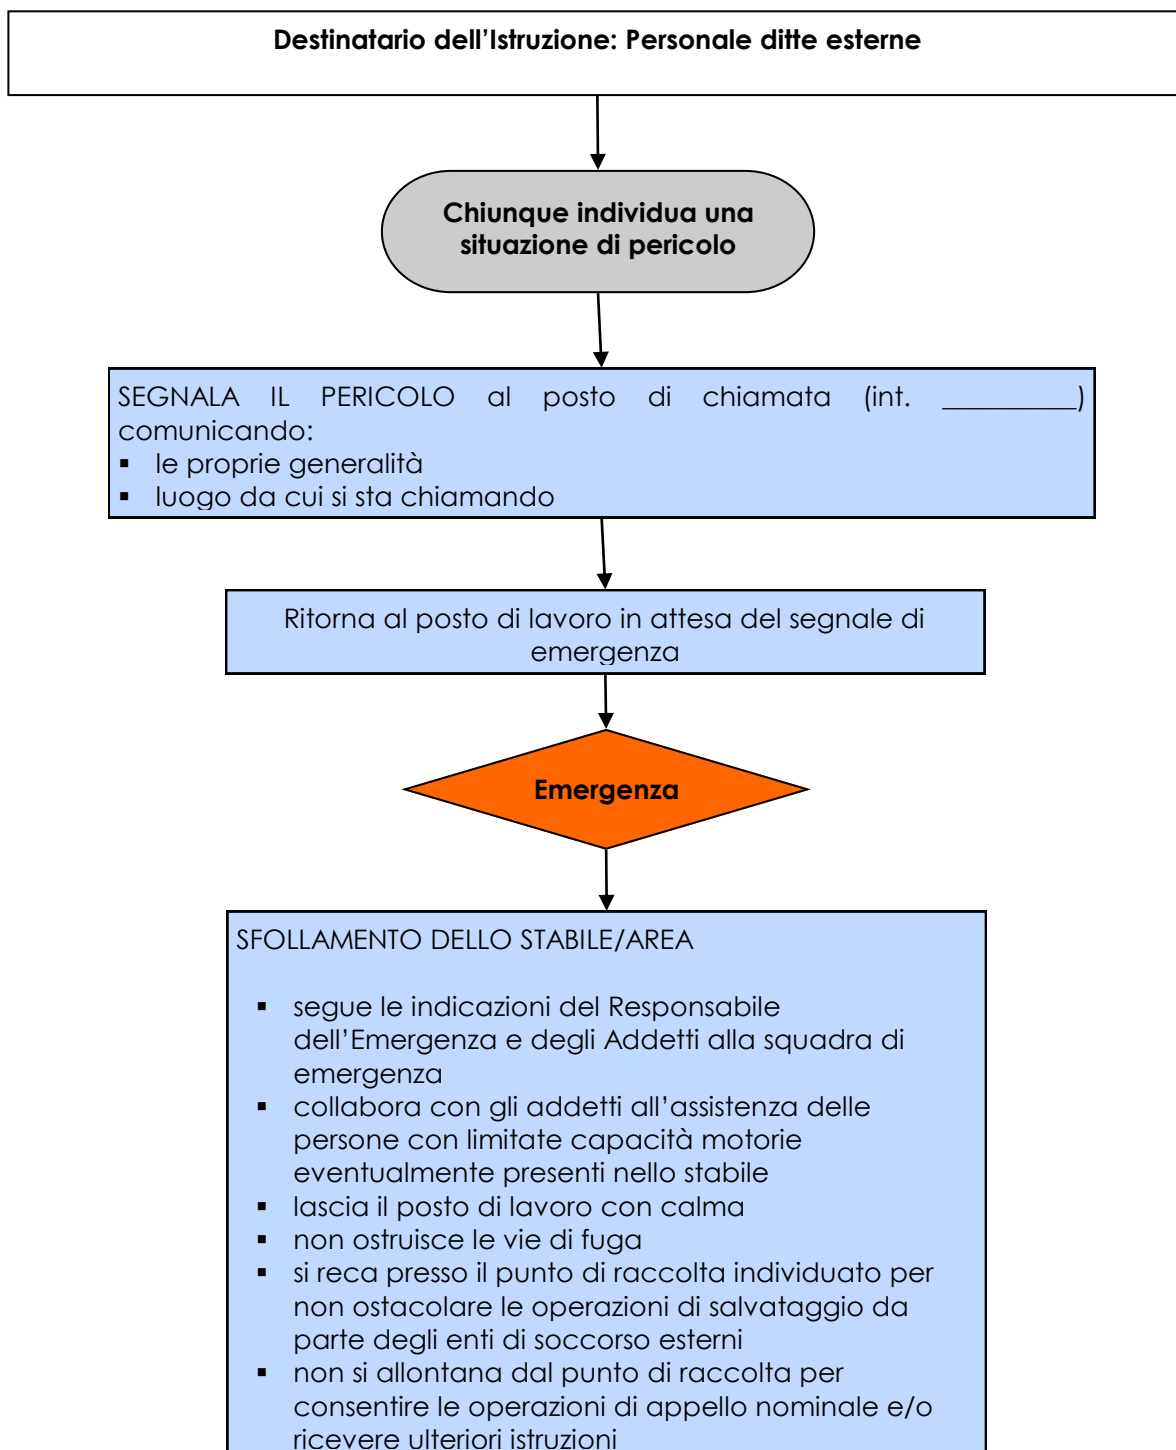 Destinatario dell’Istruzione: Personale ditte esterne
Chiunque individua una
situazione di pericolo
SEGNALA IL PERICOLO al posto di chiamata (int. __________)
comunicando:
▪ le proprie generalità
▪ luogo da cui si sta chiamando
Ritorna al posto di lavoro in attesa del segnale di
emergenza
Emergenza
SFOLLAMENTO DELLO STABILE/AREA
▪ segue le indicazioni del Responsabile
dell’Emergenza e degli Addetti alla squadra di
emergenza
▪ collabora con gli addetti all’assistenza delle
persone con limitate capacità motorie
eventualmente presenti nello stabile
▪ lascia il posto di lavoro con calma
▪ non ostruisce le vie di fuga
▪ si reca presso il punto di raccolta individuato per
non ostacolare le operazioni di salvataggio da
parte degli enti di soccorso esterni
▪ non si allontana dal punto di raccolta per
consentire le operazioni di appello nominale e/o
ricevere ulteriori istruzioni